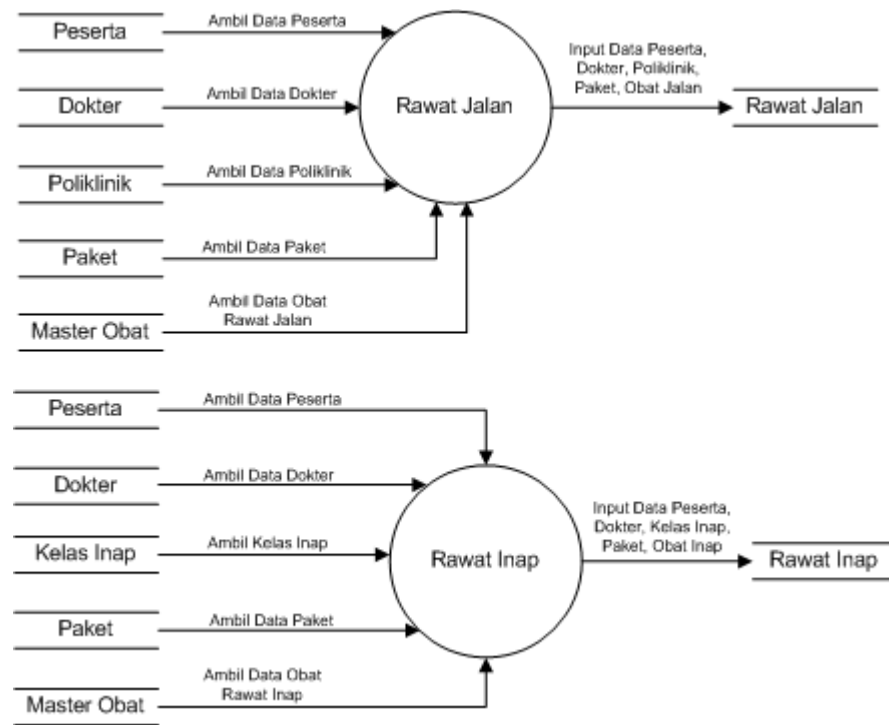 Peserta
Ambil Data Peserta
Dokter
Ambil Data Dokter
Poliklinik
Ambil Data Poliklinik
Paket
Ambil Data Paket
Master Obat
Ambil Data Obat
Rawat Jalan
Rawat Jalan
Input Data Peserta,
Dokter, Poliklinik,
Paket, Obat Jalan
Rawat Jalan
Peserta
Ambil Data Peserta
Dokter
Ambil Data Dokter
Kelas Inap
Ambil Kelas Inap
Paket
Ambil Data Paket
Master Obat
Ambil Data Obat
Rawat Inap
Rawat Inap
Input Data Peserta,
Dokter, Kelas Inap,
Paket, Obat Inap
Rawat Inap